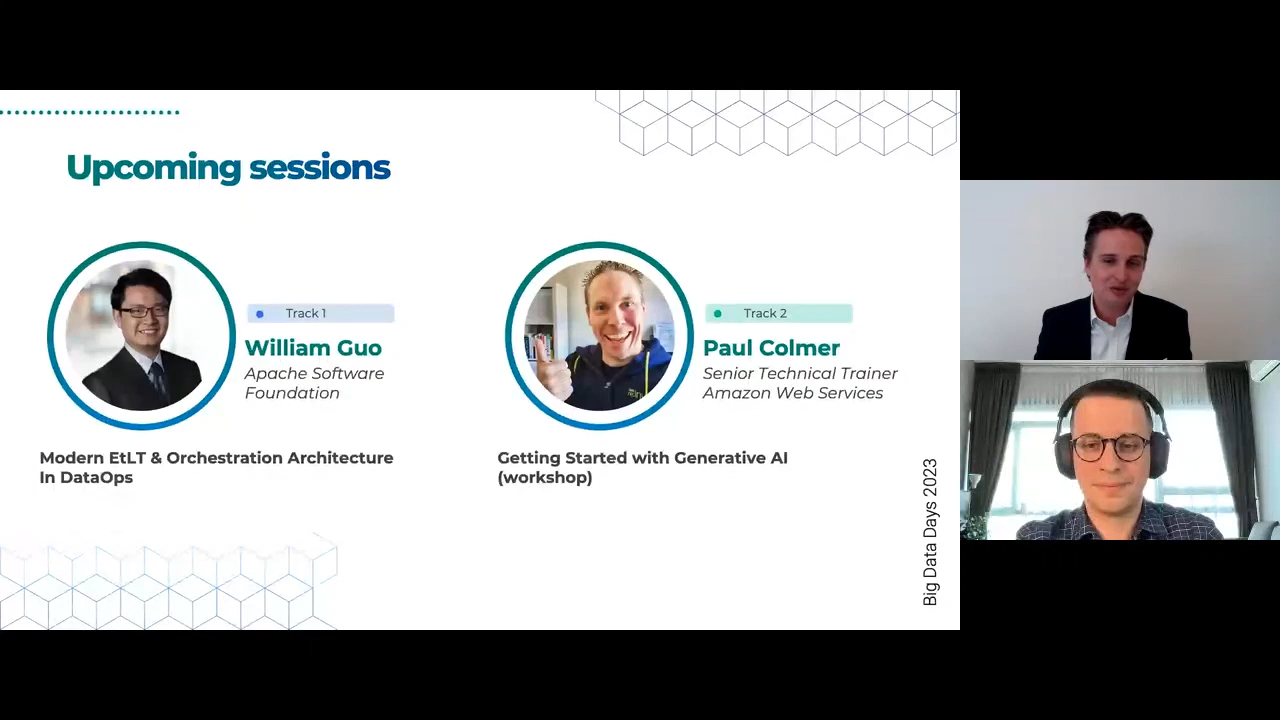 Upcoming sessions
Track 1
William Guo
Apache Software
Foundation
Modern EtLT & Orchestration Architecture
In DataOps
Track 2
Paul Colmer
Senior Technical Trainer
Amazon Web Services
Getting Started with Generative AI
(workshop)
Big Data Days 2023